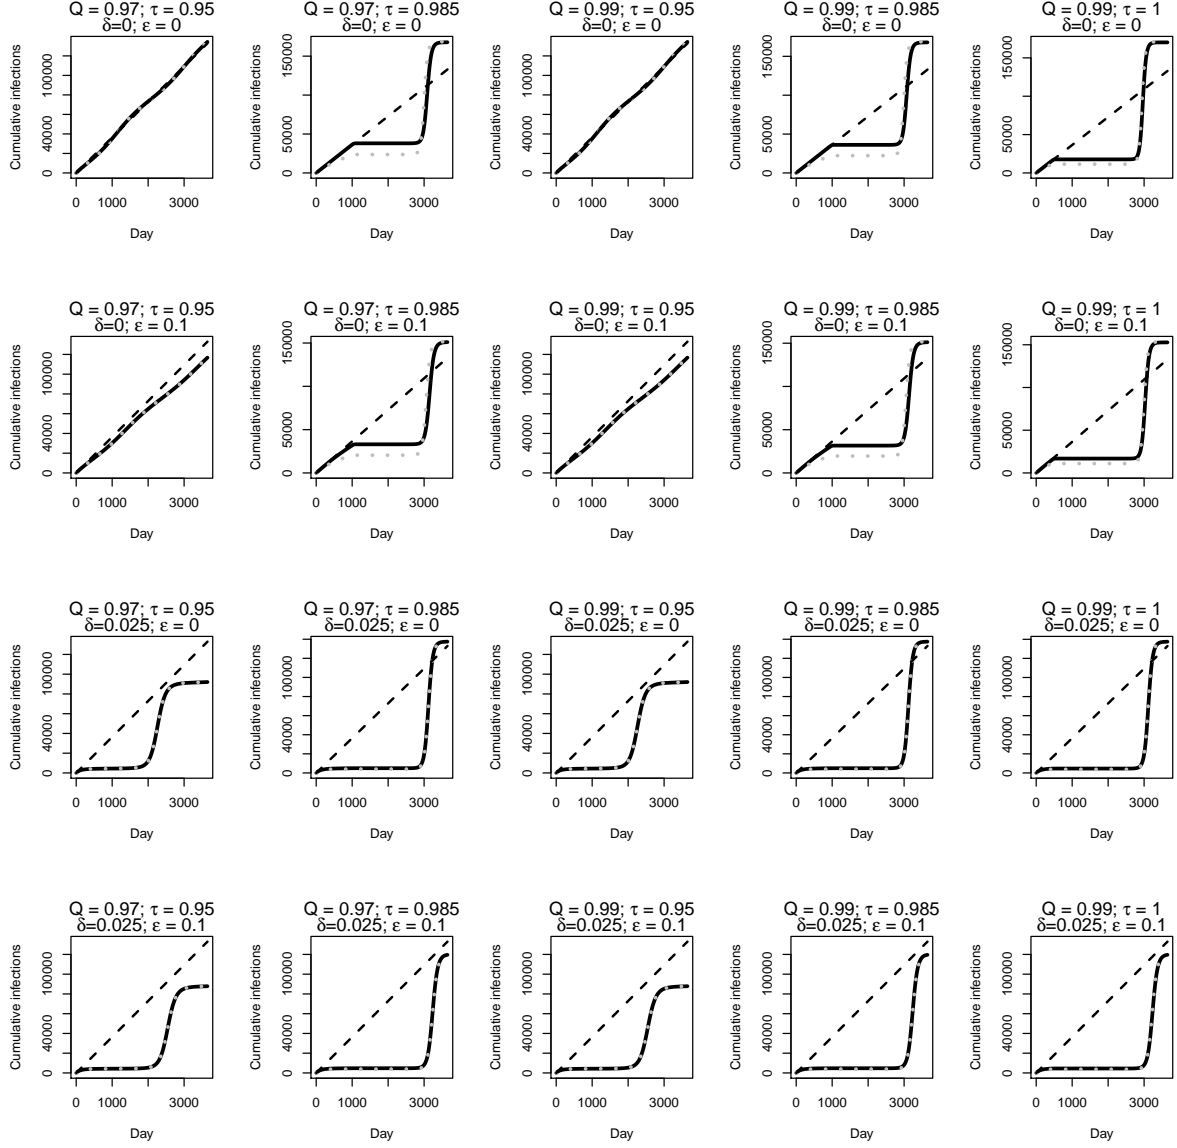 Q = 0.97; τ = 0.95
δ=0; ε = 0
Cumulative infections
0 40000 100000
0 1000 3000
Day
Q = 0.97; τ = 0.985
δ=0; ε = 0
Cumulative infections
0 50000 150000
0 1000 3000
Day
Q = 0.99; τ = 0.95
δ=0; ε = 0
Cumulative infections
0 40000 100000
0 1000 3000
Day
Q = 0.99; τ = 0.985
δ=0; ε = 0
Cumulative infections
0 50000 150000
0 1000 3000
Day
Q = 0.99; τ = 1
δ=0; ε = 0
Cumulative infections
0 50000 150000
0 1000 3000
Day
Q = 0.97; τ = 0.95
δ=0; ε = 0.1
Cumulative infections
0 40000 100000
0 1000 3000
Day
Q = 0.97; τ = 0.985
δ=0; ε = 0.1
Cumulative infections
0 50000 150000
0 1000 3000
Day
Q = 0.99; τ = 0.95
δ=0; ε = 0.1
Cumulative infections
0 40000 100000
0 1000 3000
Day
Q = 0.99; τ = 0.985
δ=0; ε = 0.1
Cumulative infections
0 50000 150000
0 1000 3000
Day
Q = 0.99; τ = 1
δ=0; ε = 0.1
Cumulative infections
0 50000 150000
0 1000 3000
Day
Q = 0.97; τ = 0.95
δ=0.025; ε = 0
Cumulative infections
0 40000 100000
0 1000 3000
Day
Q = 0.97; τ = 0.985
δ=0.025; ε = 0
Cumulative infections
0 40000 100000
0 1000 3000
Day
Q = 0.99; τ = 0.95
δ=0.025; ε = 0
Cumulative infections
0 40000 100000
0 1000 3000
Day
Q = 0.99; τ = 0.985
δ=0.025; ε = 0
Cumulative infections
0 40000 100000
0 1000 3000
Day
Q = 0.99; τ = 1
δ=0.025; ε = 0
Cumulative infections
0 40000 100000
0 1000 3000
Day
Q = 0.97; τ = 0.95
δ=0.025; ε = 0.1
Cumulative infections
0 40000 100000
0 1000 3000
Day
Q = 0.97; τ = 0.985
δ=0.025; ε = 0.1
Cumulative infections
0 40000 100000
0 1000 3000
Day
Q = 0.99; τ = 0.95
δ=0.025; ε = 0.1
Cumulative infections
0 40000 100000
0 1000 3000
Day
Q = 0.99; τ = 0.985
δ=0.025; ε = 0.1
Cumulative infections
0 40000 100000
0 1000 3000
Day
Q = 0.99; τ = 1
δ=0.025; ε = 0.1
Cumulative infections
0 40000 100000
0 1000 3000
Day